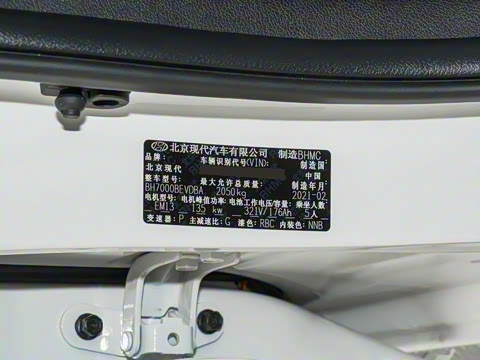 北京现代汽车有限公司 制造BHMC
品牌: 车辆识别代号(VIN): 制造国
北京现代 中国
整车型号: 最大允许总质量: 制造年月
BH7000BEVDBA 2050kg 2021-02
电机型号: 电机峰值功率: 电池工作电压/容量: 乘坐人数
EM13 135 kw 321V/176Ah 5人
变速器: P 主减速比: G 漆色: RBC 内装色: NNB